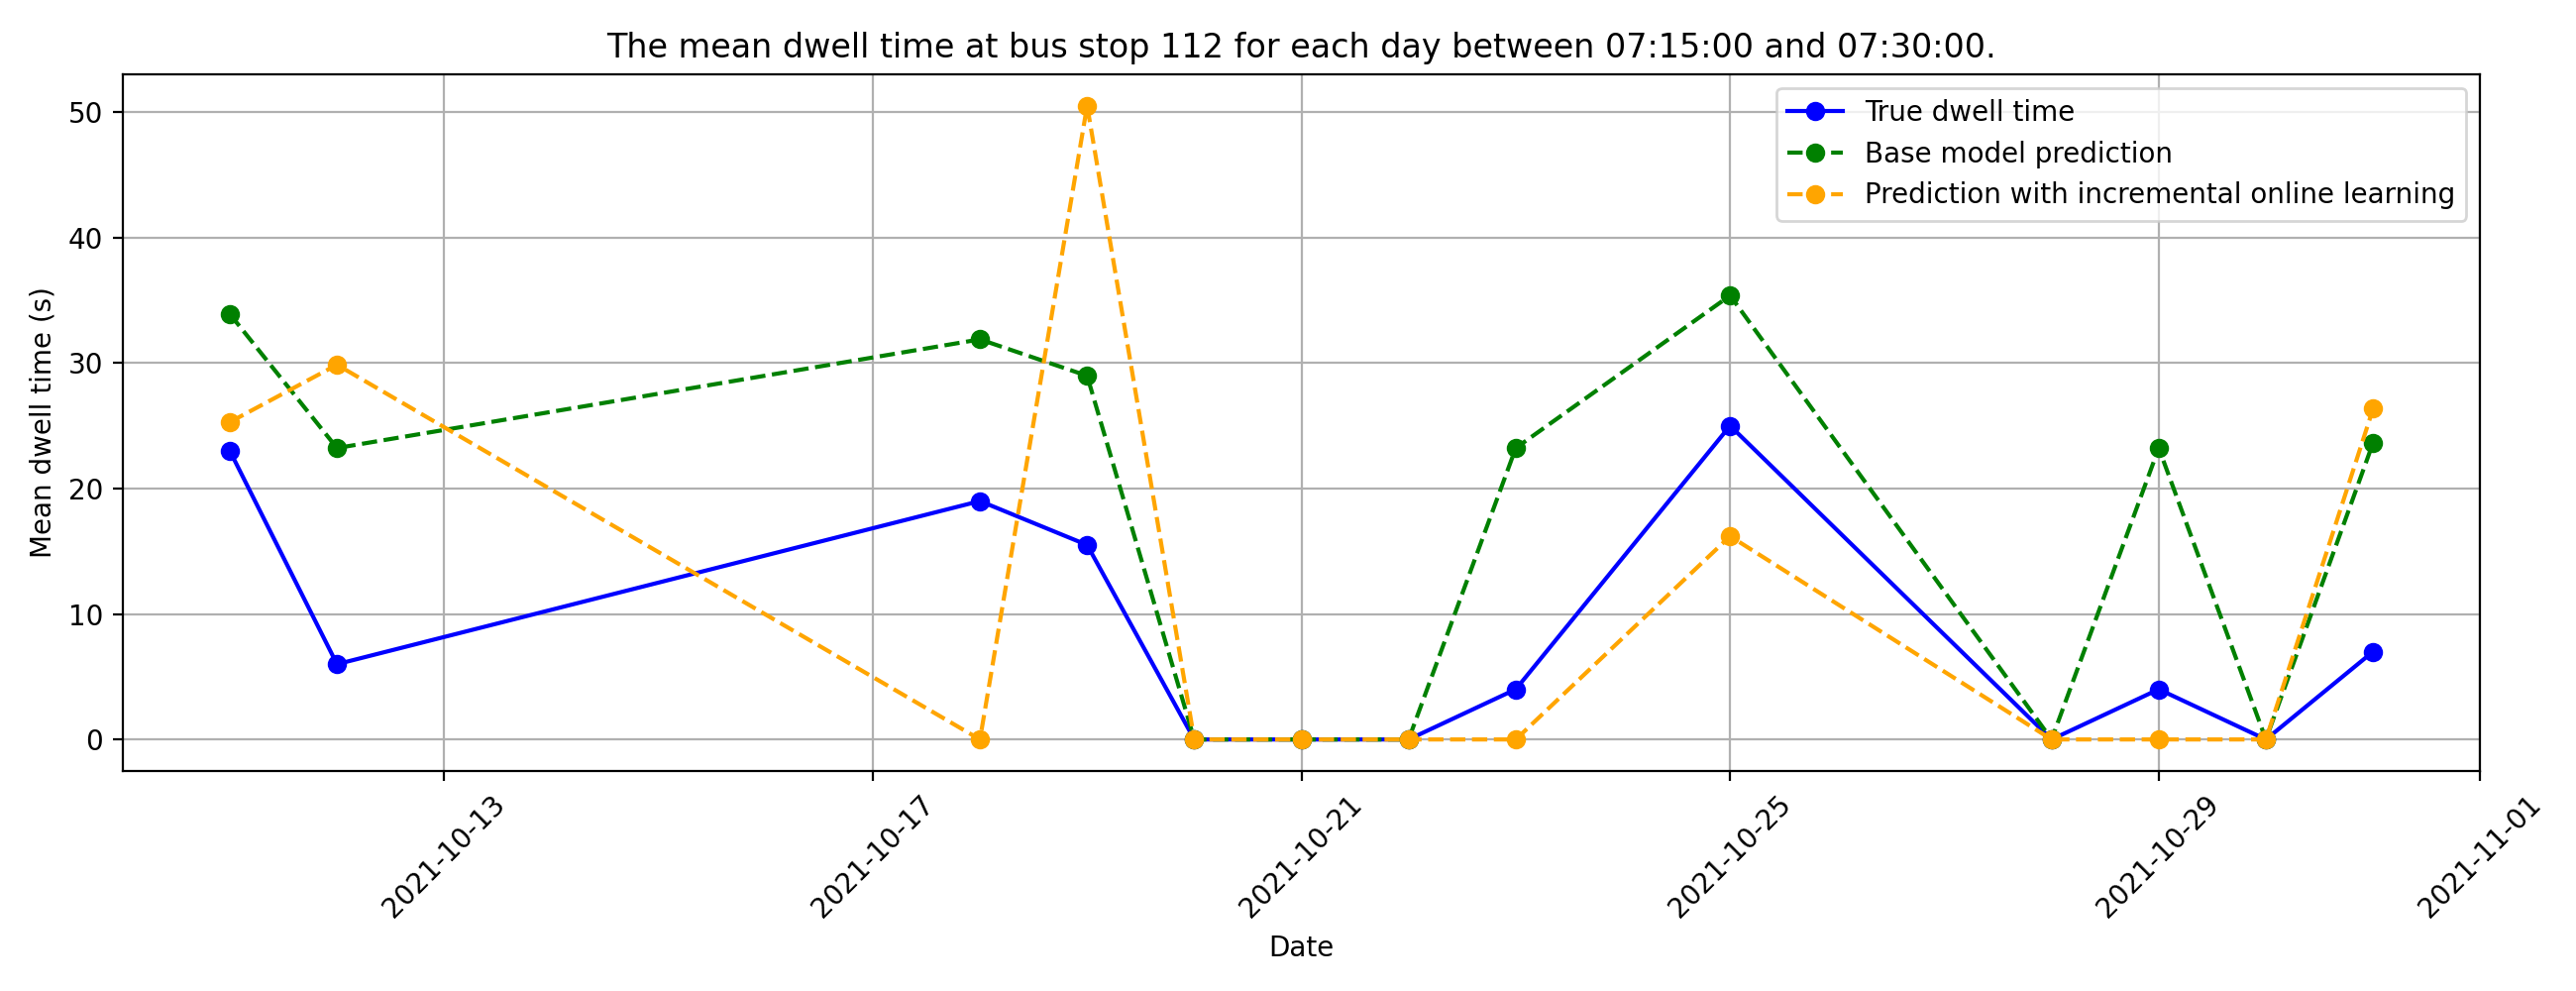 The mean dwell time at bus stop 112 for each day between 07:15:00 and 07:30:00.
True dwell time
Base model prediction
Prediction with incremental online learning
Mean dwell time (s)
50
40
30
20
10
0
2021-10-13
2021-10-17
2021-10-21
2021-10-25
2021-10-29
2021-11-01
Date